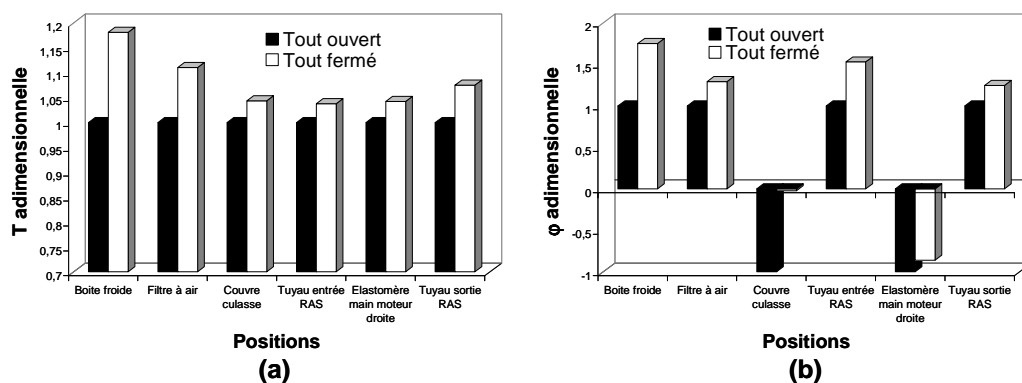 1,2
1,15
1,1
1,05
1
0,95
0,9
0,85
0,8
0,75
0,7
T adimensionnelle
Tout ouvert
Tout fermé
Boite froide
Filtre à air
Couvre
culasse
Tuyau entrée
RAS
Elastomère
main moteur
droite
Tuyau sortie
RAS
Positions
(a)
2
1,5
1
0,5
0
-0,5
-1
φ adimensionnelle
Tout ouvert
Tout fermé
Boite froide
Filtre à air
Couvre
culasse
Tuyau entrée
RAS
Elastomère
main moteur
droite
Tuyau sortie
RAS
Positions
(b)